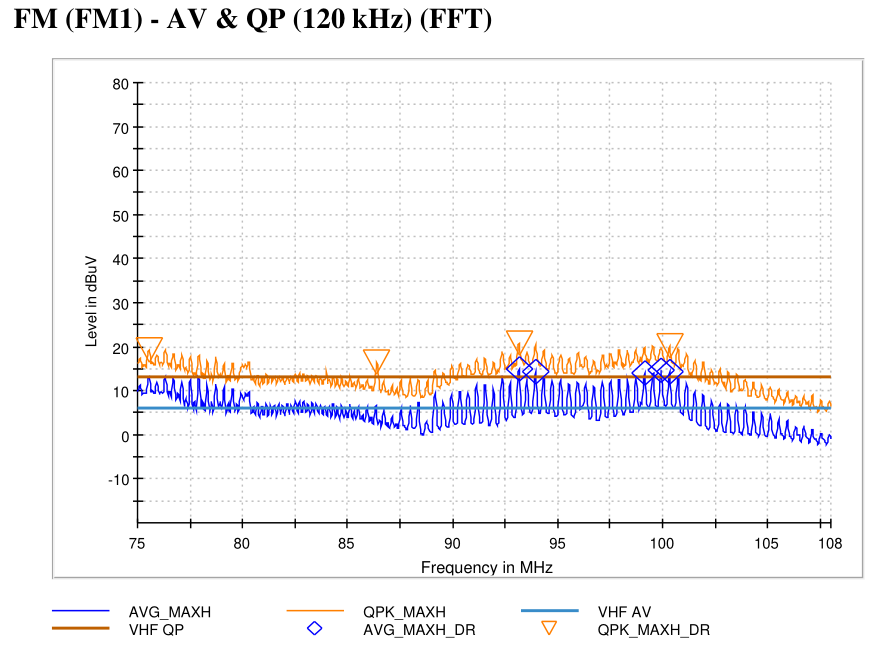 FM (FM1) - AV & QP (120 kHz) (FFT)
80
70
60
50
40
30
20
10
0
-10
Level in dBuV
75 80 85 90 95 100 105 108
Frequency in MHz
AVG_MAXH QPK_MAXH VHF AV
VHF QP AVG_MAXH_DR QPK_MAXH_DR